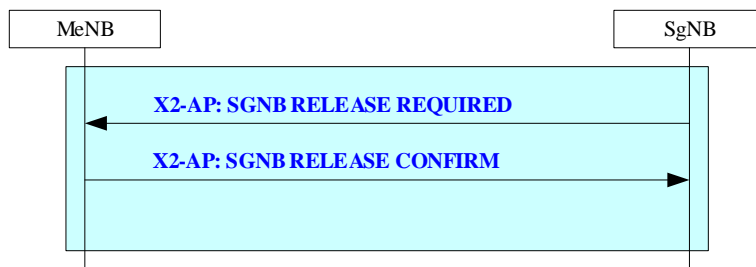 MeNB
SgNB
X2-AP: SGNB RELEASE REQUIRED
X2-AP: SGNB RELEASE CONFIRM